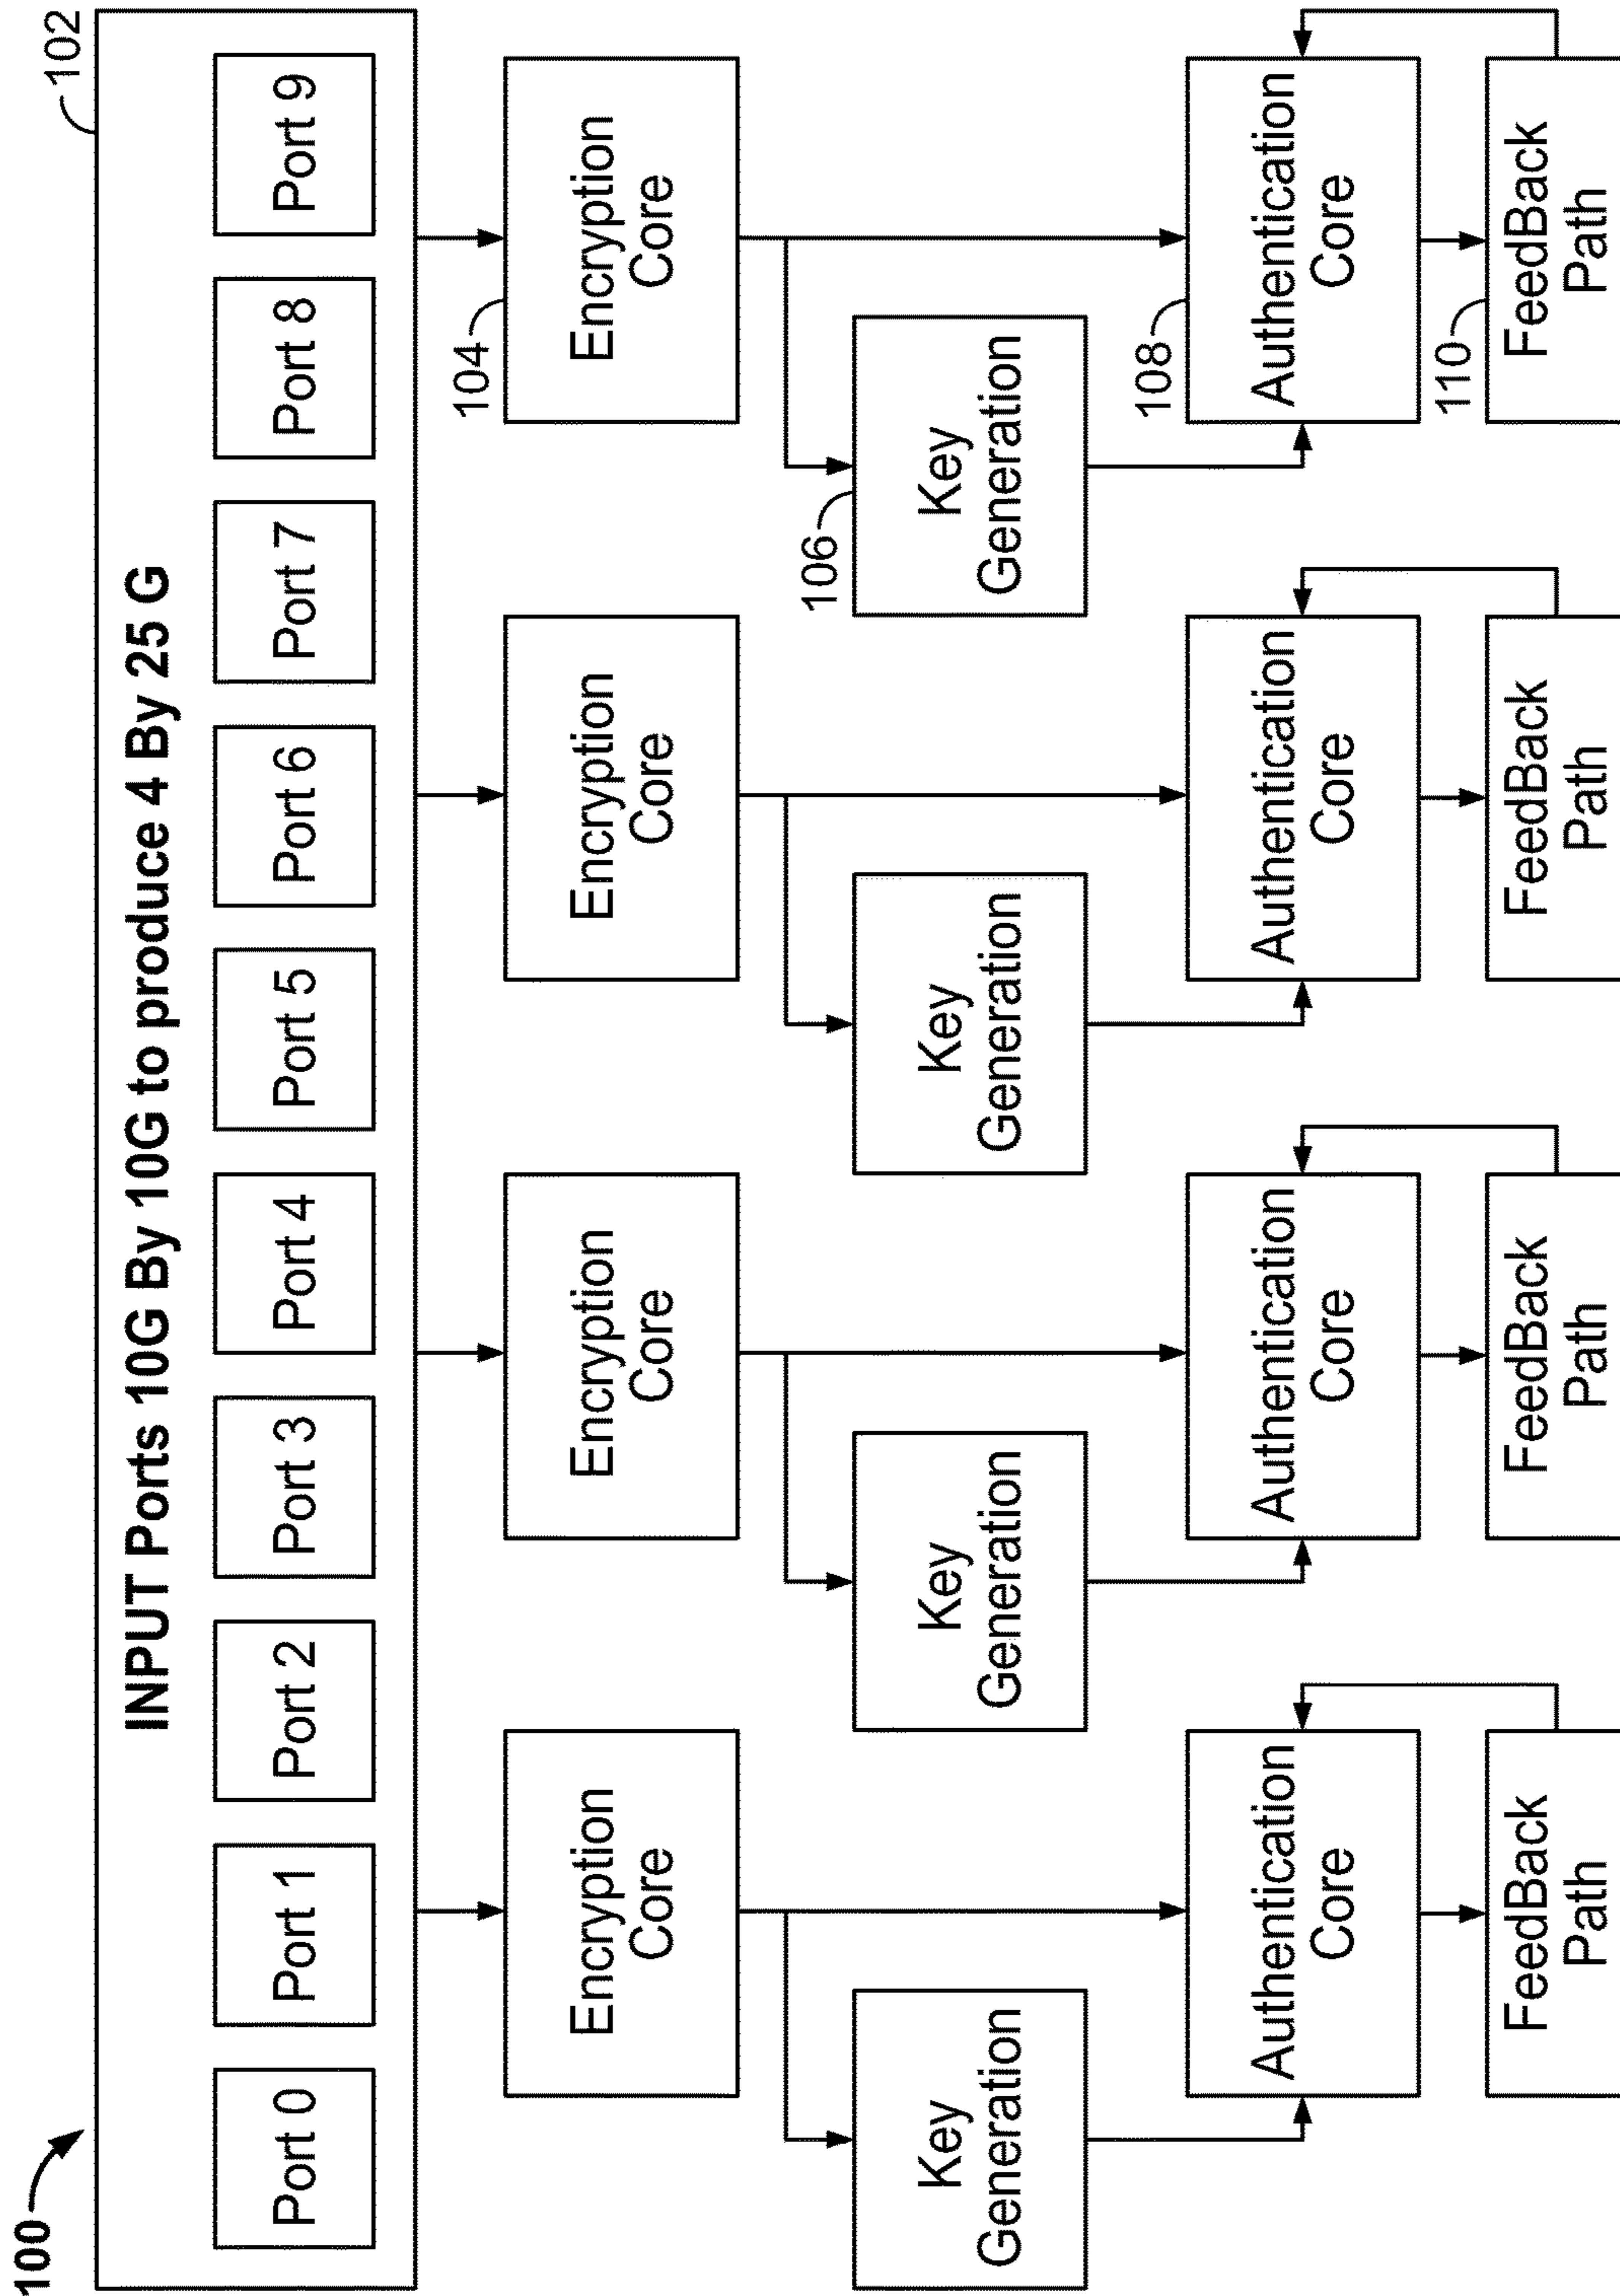 100
102
INPUT Ports 10G By 10G to produce 4 By 25 G
Port 0
Port 1
Port 2
Port 3
Port 4
Port 5
Port 6
Port 7
Port 8
Port 9
Encryption
Core
Encryption
Core
Encryption
Core
104
Encryption
Core
Key
Generation
Key
Generation
Key
Generation
106
Key
Generation
Authentication
Core
Authentication
Core
Authentication
Core
108
Authentication
Core
FeedBack
Path
FeedBack
Path
FeedBack
Path
110
FeedBack
Path